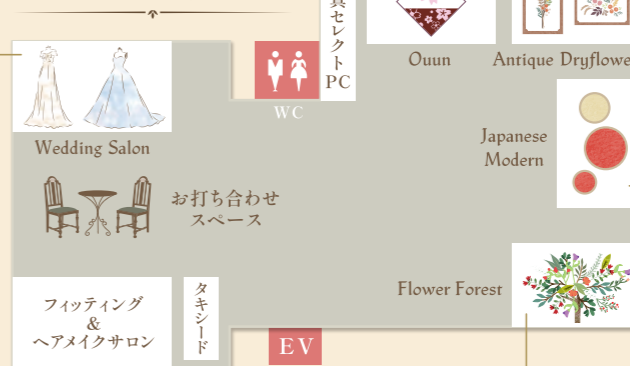 真セレクト
PC
WC
Ouun
Antique Dryflowe
Wedding Salon
Japanese
Modern
お打ち合わせ
スペース
Flower Forest
フィッティング
&
ヘアメイクサロン
タキシード
EV